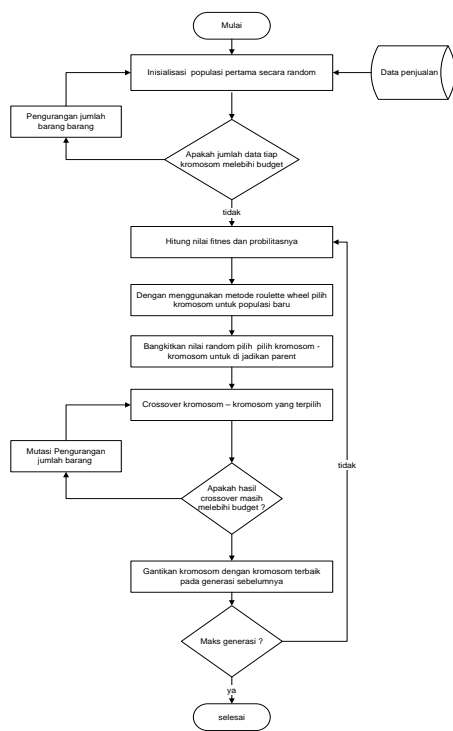 Mulai
Inisialisasi populasi pertama secara random
Data penjualan
Pengurangan jumlah
barang barang
Apakah jumlah data tiap
kromosom melebihi budget
tidak
Hitung nilai fitnes dan probilitasnya
Dengan menggunakan metode roulette wheel pilih
kromosom untuk populasi baru
Bangkitkan nilai random pilih pilih kromosom -
kromosom untuk di jadikan parent
Crossover kromosom – kromosom yang terpilih
Mutasi Pengurangan
jumlah barang
tidak
Apakah hasil
crossover masih
melebihi budget ?
Gantikan kromosom dengan kromosom terbaik
pada generasi sebelumnya
Maks generasi ?
ya
selesai